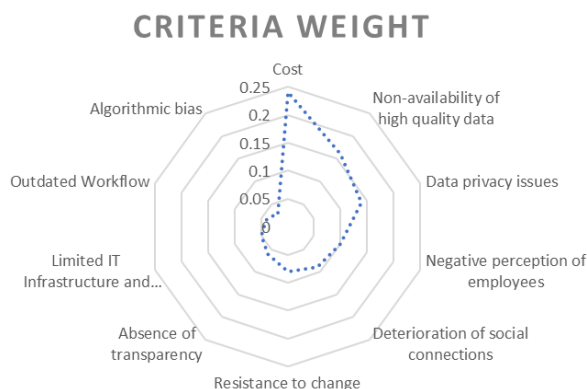 CRITERIA WEIGHT
Cost
0.25
0.2
0.15
0.1
0.05
0
Non-availability of
high quality data
Data privacy issues
Negative perception of
employees
Deterioration of social
connections
Resistance to change
Absence of
transparency
Limited IT
Infrastructure and...
Outdated Workflow
Algorithmic bias